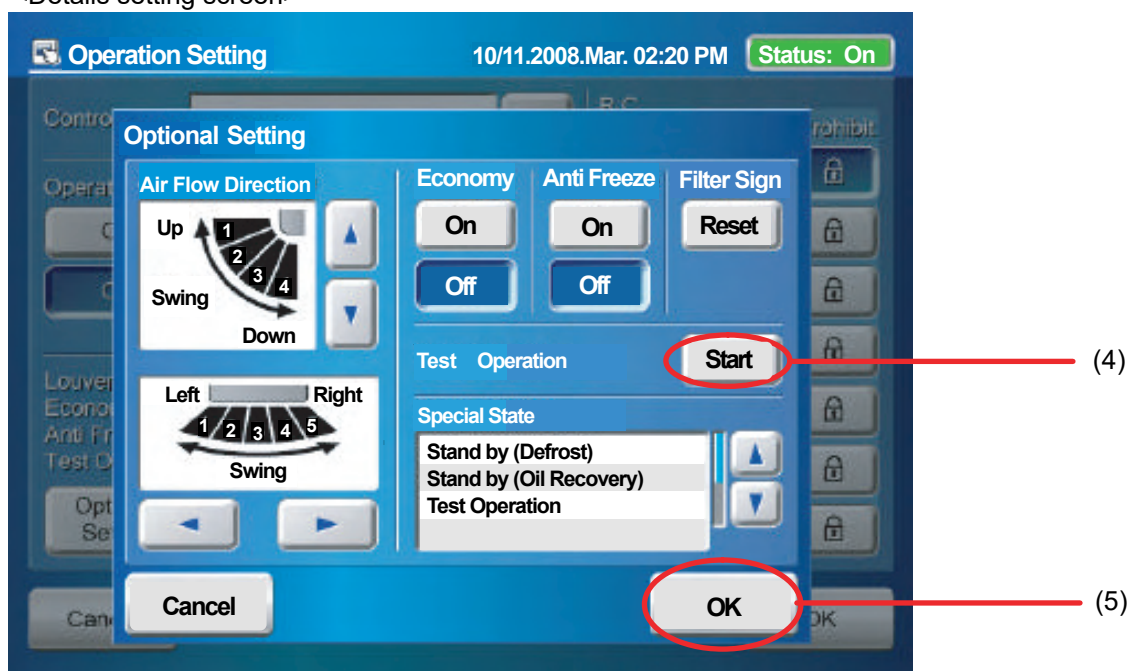 Operation Setting 10/11.2008.Mar. 02:20 PM Status: On
Optional Setting
Air Flow Direction
Up
1
2
3
4
Swing
Down
Left Right
1 2 3 4 5
Swing
Economy Anti Freeze Filter Sign
On On Reset
Off Off
Test Operation Start (4)
Special State
Stand by (Defrost)
Stand by (Oil Recovery)
Test Operation
Cancel OK (5)